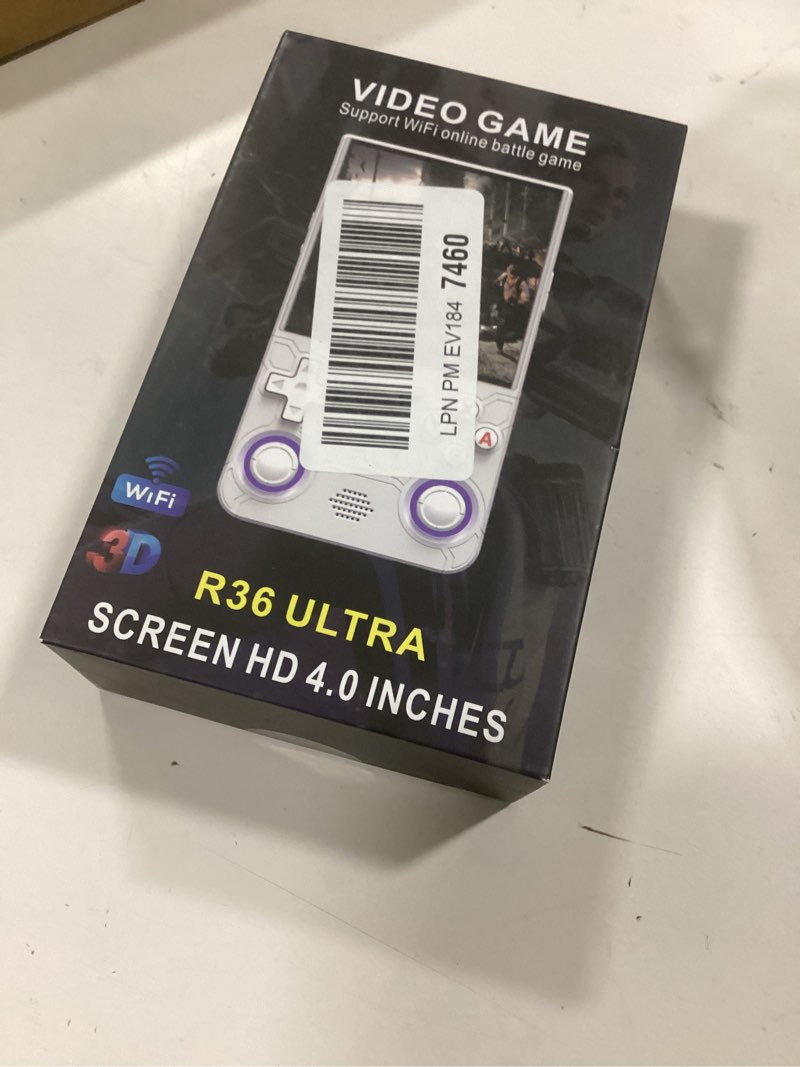 VIDEO GAME
Support WiFi online battle game
LPN PM EV184 7460
A
WiFi
3D
R36 ULTRA
SCREEN HD 4.0 INCHES